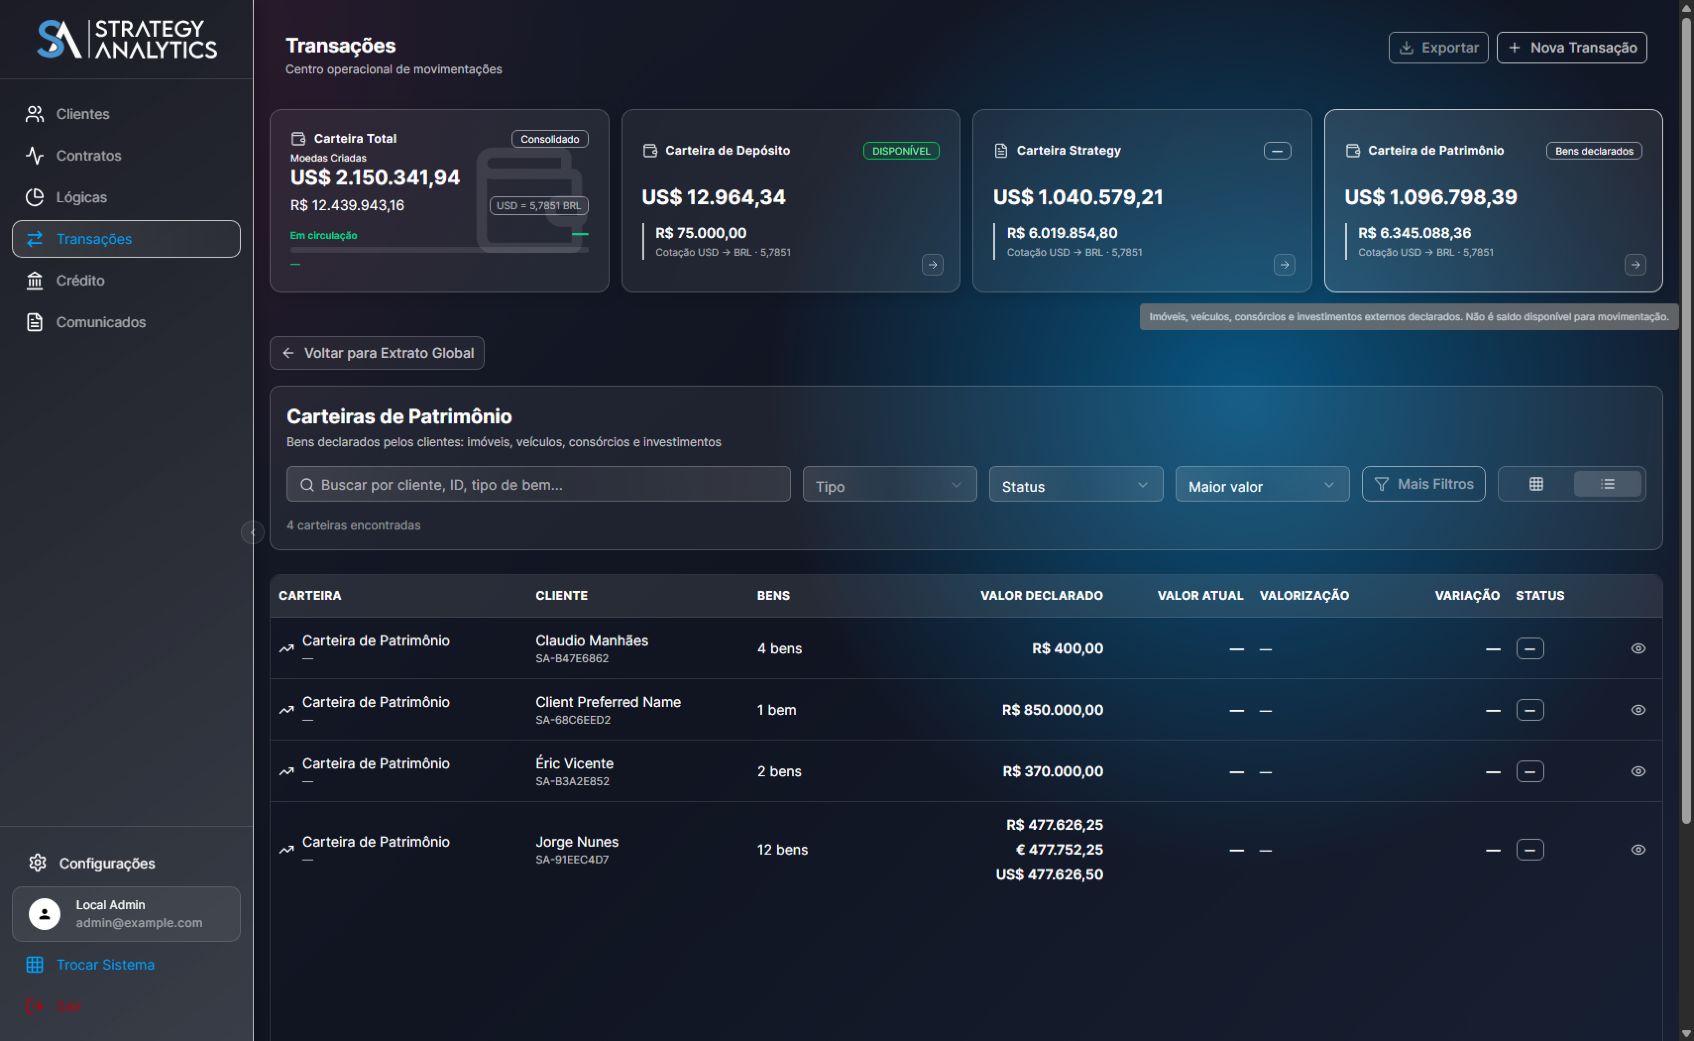 STRATEGY
ANALYTICS
Clientes
Contratos
Lógicas
Transações
Crédito
Comunicados
Configurações
Local Admin
admin@example.com
Trocar Sistema
Sair
Transações
Centro operacional de movimentações
Exportar
+ Nova Transação
Carteira Total
Consolidado
Moedas Criadas
US$ 2.150.341,94
R$ 12.439.943,16
USD = 5,7851 BRL
Em circulação
—
—
Carteira de Depósito
DISPONÍVEL
US$ 12.964,34
R$ 75.000,00
Cotação USD → BRL · 5,7851
Carteira Strategy
—
US$ 1.040.579,21
R$ 6.019.854,80
Cotação USD → BRL · 5,7851
Carteira de Patrimônio
Bens declarados
US$ 1.096.798,39
R$ 6.345.088,36
Cotação USD → BRL · 5,7851
Imóveis, veículos, consórcios e investimentos externos declarados. Não é saldo disponível para movimentação.
← Voltar para Extrato Global
Carteiras de Patrimônio
Bens declarados pelos clientes: imóveis, veículos, consórcios e investimentos
Buscar por cliente, ID, tipo de bem...
Tipo
Status
Maior valor
Mais Filtros
4 carteiras encontradas
CARTEIRA CLIENTE BENS VALOR DECLARADO VALOR ATUAL VALORIZAÇÃO VARIAÇÃO STATUS
Carteira de Patrimônio Claudio Manhães 4 bens R$ 400,00 — — — —
— SA-B47E6862
Carteira de Patrimônio Client Preferred Name 1 bem R$ 850.000,00 — — — —
— SA-68C6EED2
Carteira de Patrimônio Éric Vicente 2 bens R$ 370.000,00 — — — —
— SA-B3A2E852
R$ 477.626,25
Carteira de Patrimônio Jorge Nunes 12 bens € 477.752,25 — — — —
— SA-91EEC4D7
US$ 477.626,50